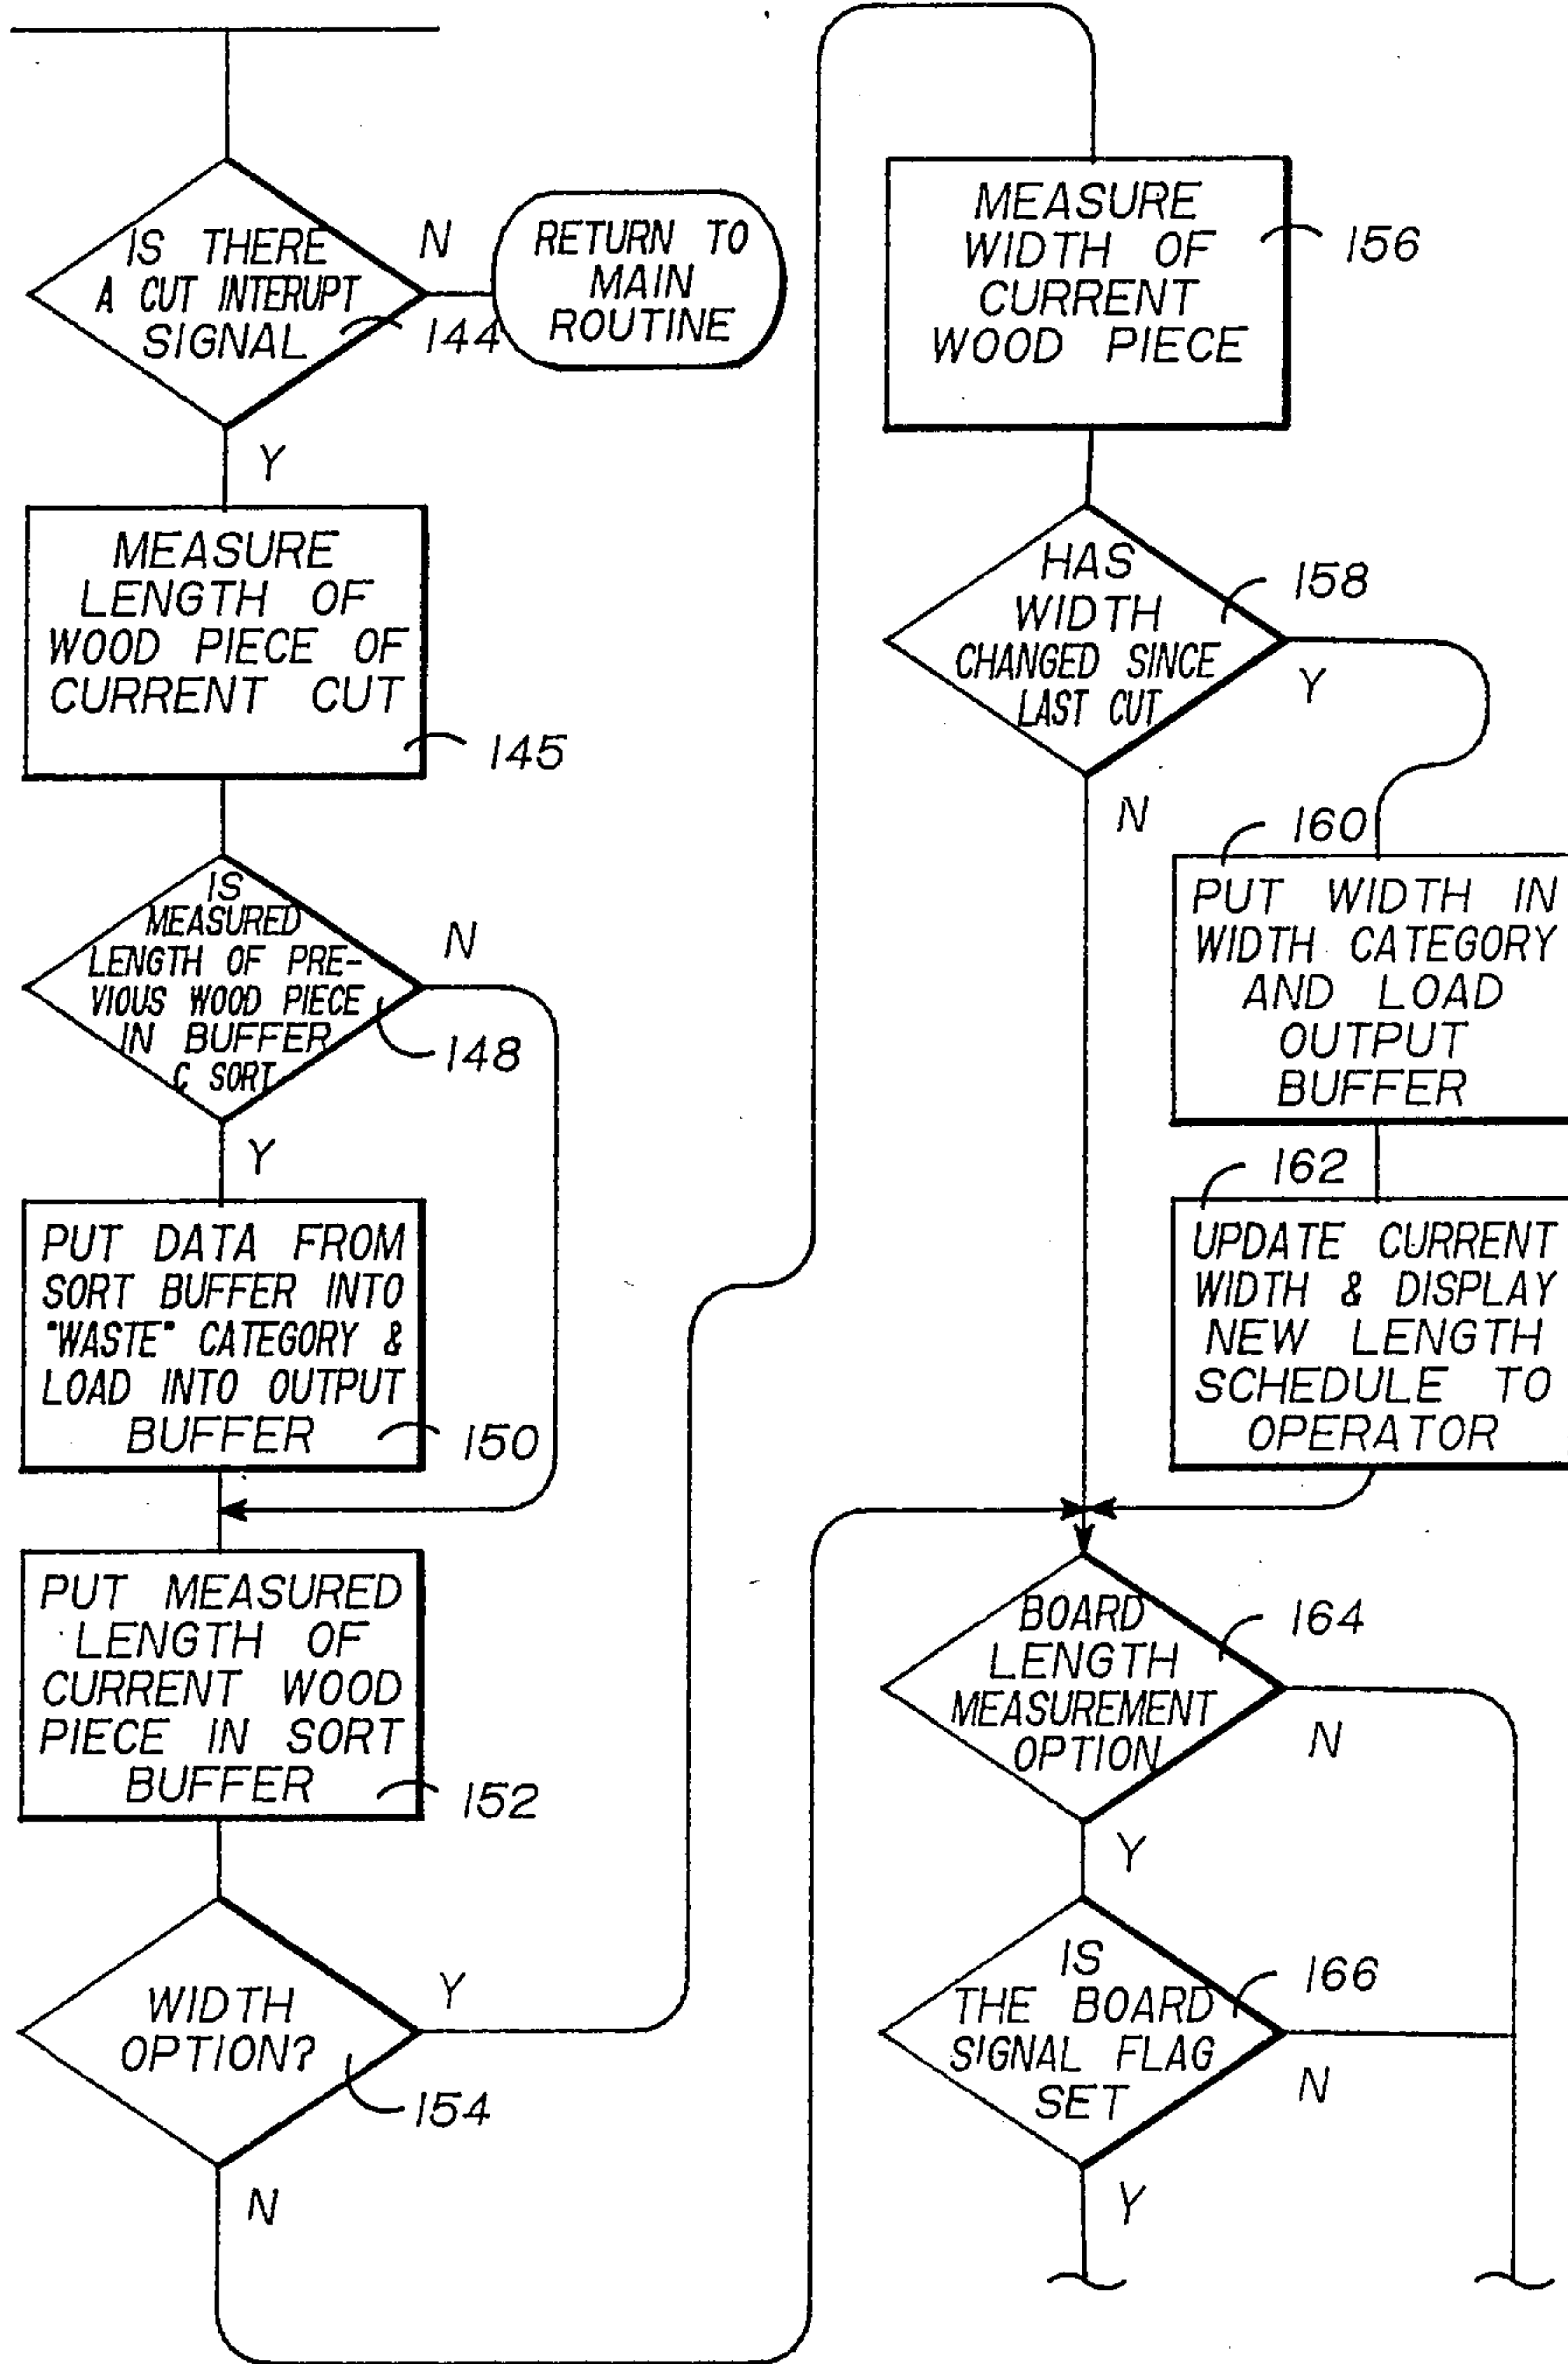 IS THERE
A CUT INTERUPT
SIGNAL
144
N
RETURN TO
MAIN
ROUTINE
Y
MEASURE
LENGTH OF
WOOD PIECE OF
CURRENT CUT
145
IS
MEASURED
LENGTH OF PRE-
VIOUS WOOD PIECE
IN BUFFER
C SORT
148
N
Y
PUT DATA FROM
SORT BUFFER INTO
"WASTE" CATEGORY &
LOAD INTO OUTPUT
BUFFER
150
PUT MEASURED
LENGTH OF
CURRENT WOOD
PIECE IN SORT
BUFFER
152
WIDTH
OPTION?
154
Y
N
MEASURE
WIDTH OF
CURRENT
WOOD PIECE
156
HAS
WIDTH
CHANGED SINCE
LAST CUT
158
Y
N
160
PUT WIDTH IN
WIDTH CATEGORY
AND LOAD
OUTPUT
BUFFER
162
UPDATE CURRENT
WIDTH & DISPLAY
NEW LENGTH
SCHEDULE TO
OPERATOR
BOARD
LENGTH
MEASUREMENT
OPTION
164
N
Y
IS
THE BOARD
SIGNAL FLAG
SET
166
N
Y